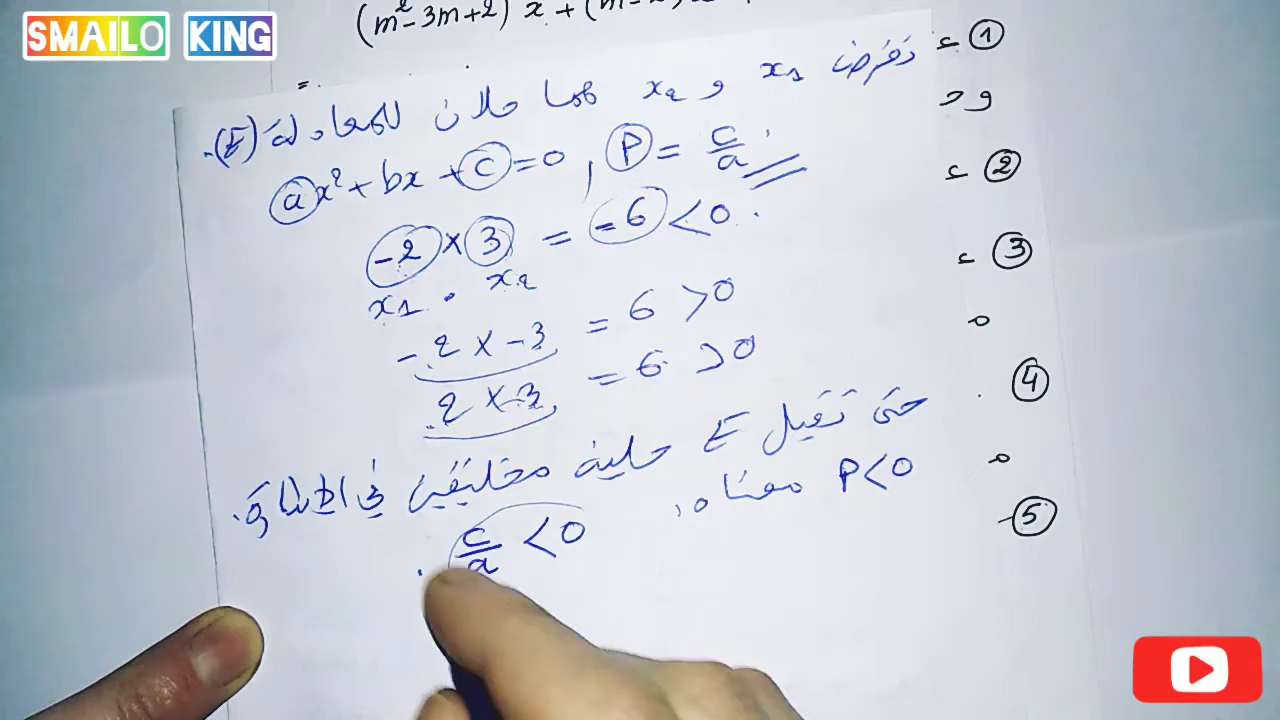 SMAILO KING
(m² - 3m + 2) x + (m - 2
نفرض x₁ و x₂ هما حلان للمعادلة (E).
ax² + bx + c = 0 , P = c/a
-2 × 3 = -6 < 0.
x₁ . x₂
-2 × -3 = 6 > 0
2 × 3 = 6 > 0
حتى تقبل E حلين مختلفين في الإشارة.
معناه P < 0
c/a < 0
①
②
③
④
⑤